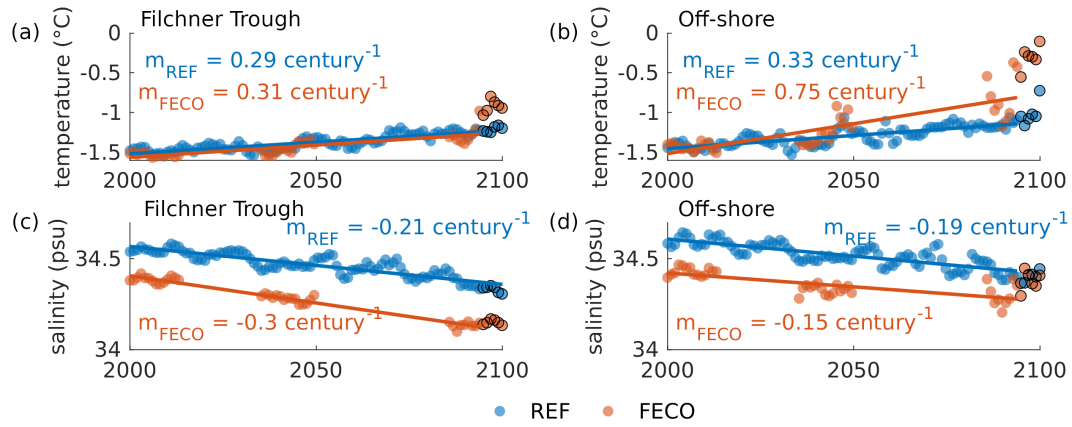 (a) Filchner Trough
temperature (°C)
0
-0.5
-1
-1.5
m_REF = 0.29 century^-1
m_FECO = 0.31 century^-1
2000 2050 2100
(b) Off-shore
temperature (°C)
0
-0.5
-1
-1.5
m_REF = 0.33 century^-1
m_FECO = 0.75 century^-1
2000 2050 2100
(c) Filchner Trough
salinity (psu)
34.5
34
m_REF = -0.21 century^-1
m_FECO = -0.3 century^-1
2000 2050 2100
(d) Off-shore
salinity (psu)
34.5
34
m_REF = -0.19 century^-1
m_FECO = -0.15 century^-1
2000 2050 2100
REF FECO